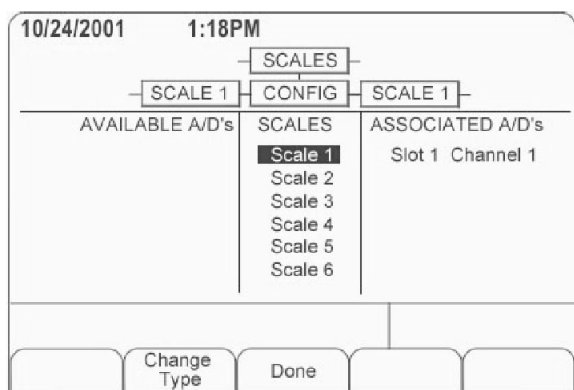 10/24/2001 1:18PM
SCALES
SCALE 1 CONFIG SCALE 1
AVAILABLE A/D's SCALES ASSOCIATED A/D's
Scale 1 Slot 1 Channel 1
Scale 2
Scale 3
Scale 4
Scale 5
Scale 6
Change
Type
Done